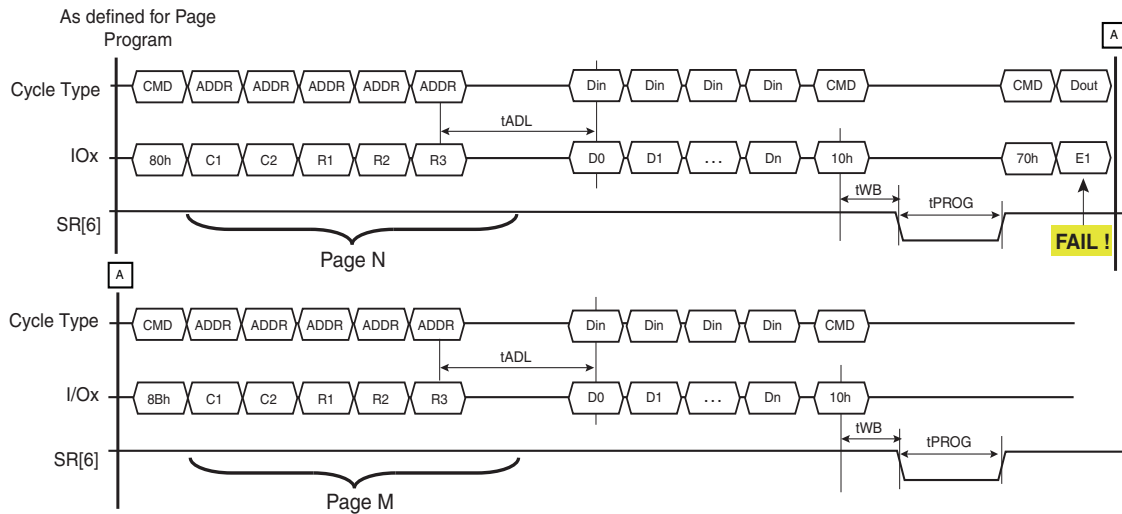 As defined for Page
Program
A
Cycle Type CMD ADDR ADDR ADDR ADDR ADDR Din Din Din Din CMD CMD Dout
tADL
IOx 80h C1 C2 R1 R2 R3 D0 D1 ... Dn 10h 70h E1
tWB tPROG
SR[6]
FAIL !
Page N
A
Cycle Type CMD ADDR ADDR ADDR ADDR ADDR Din Din Din Din CMD
tADL
I/Ox 8Bh C1 C2 R1 R2 R3 D0 D1 ... Dn 10h
tWB tPROG
SR[6]
Page M